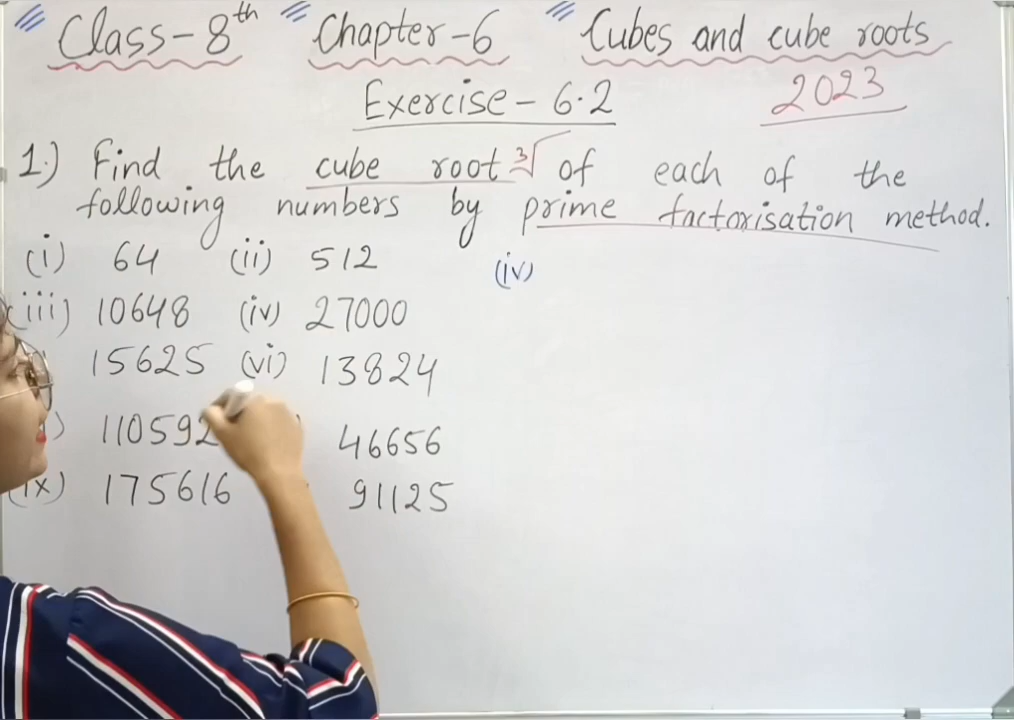 〃 Class-8th 〃 Chapter-6 〃 Cubes and cube roots
Exercise-6.2 2023
1.) Find the cube root ∛ of each of the
following numbers by prime factorisation method.
(i) 64 (ii) 512 (iv)
(iii) 10648 (iv) 27000
15625 (vi) 13824
110592 46656
(ix) 175616 91125